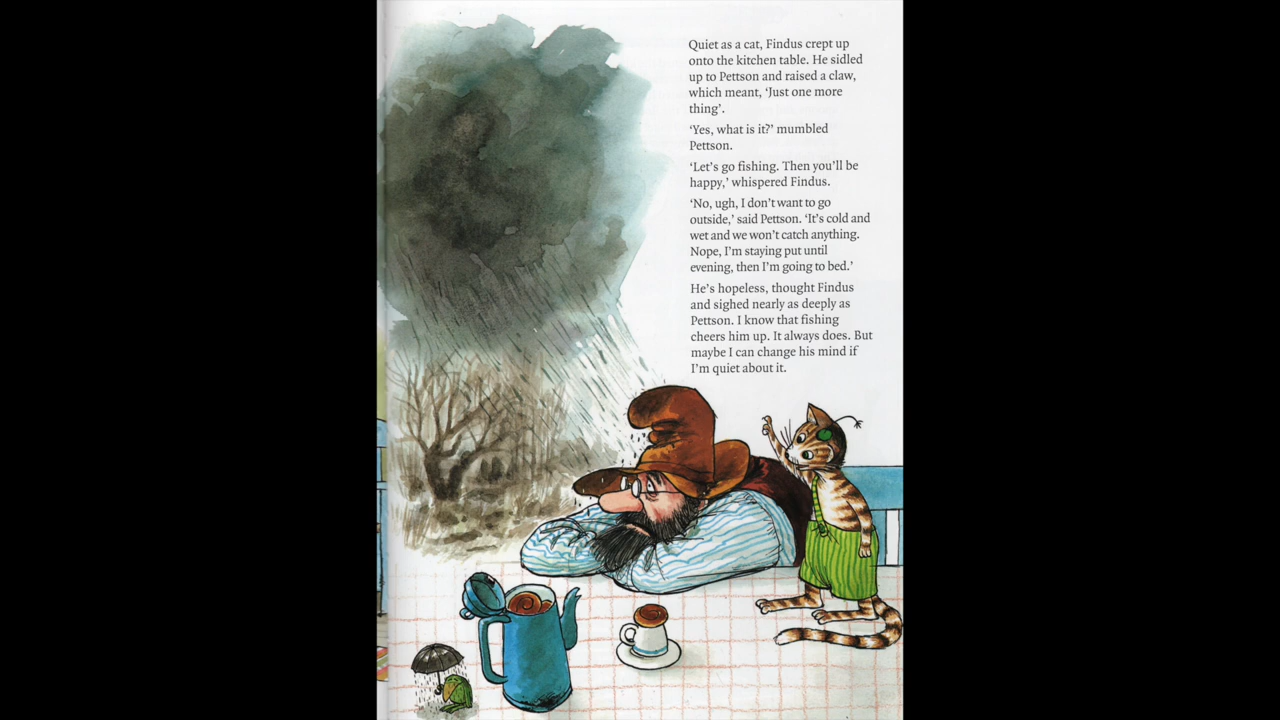 Quiet as a cat, Findus crept up
onto the kitchen table. He sidled
up to Pettson and raised a claw,
which meant, ‘Just one more
thing’.
‘Yes, what is it?’ mumbled
Pettson.
‘Let’s go fishing. Then you’ll be
happy,’ whispered Findus.
‘No, ugh, I don’t want to go
outside,’ said Pettson. ‘It’s cold and
wet and we won’t catch anything.
Nope, I’m staying put until
evening, then I’m going to bed.’
He’s hopeless, thought Findus
and sighed nearly as deeply as
Pettson. I know that fishing
cheers him up. It always does. But
maybe I can change his mind if
I’m quiet about it.